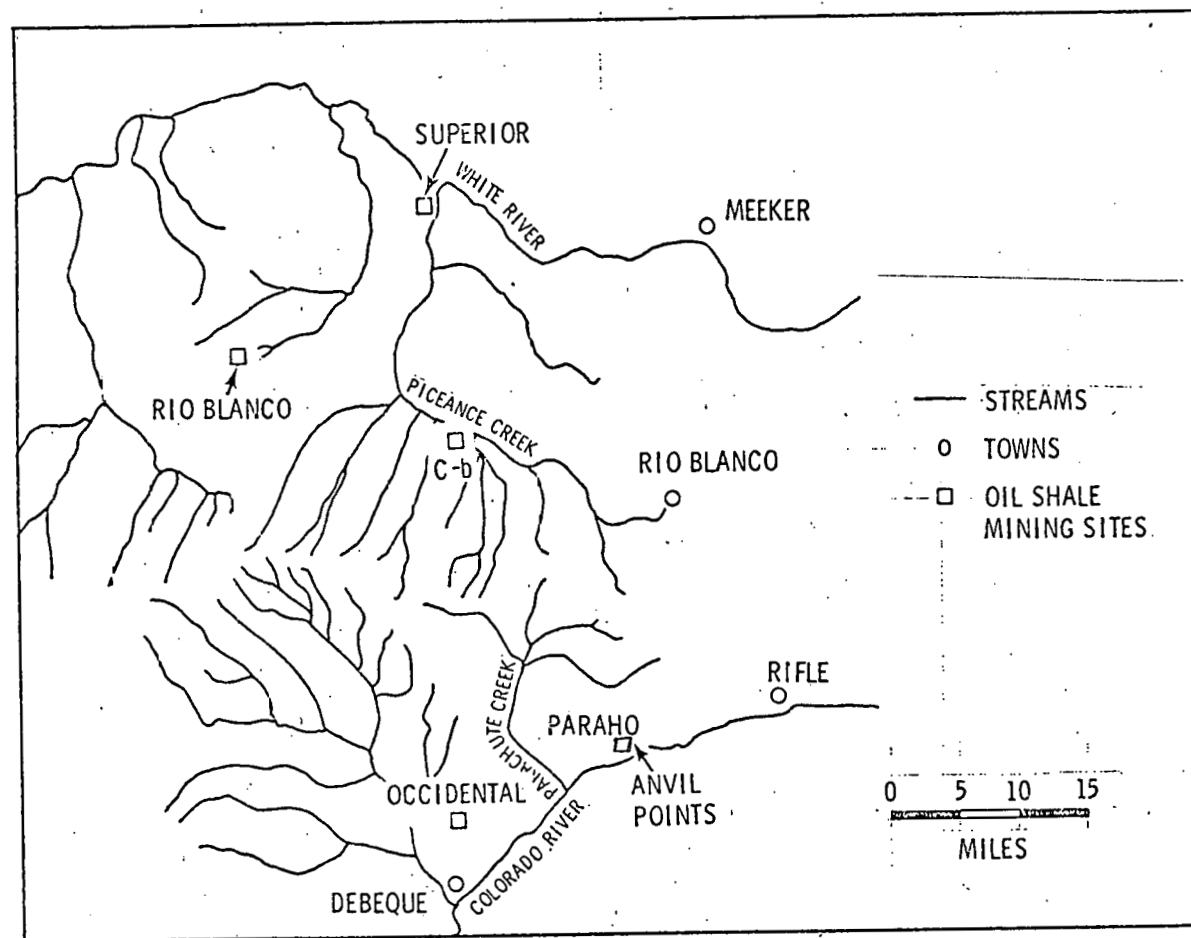 SUPERIOR
WHITE RIVER
MEEKER
RIO BLANCO
PICEANCE CREEK
C-b
RIO BLANCO
STREAMS
TOWNS
OIL SHALE
MINING SITES
PARACHUTE CREEK
RIFLE
PARAHO
ANVIL
POINTS
OCCIDENTAL
COLORADO RIVER
DEBEQUE
0 5 10 15
MILES